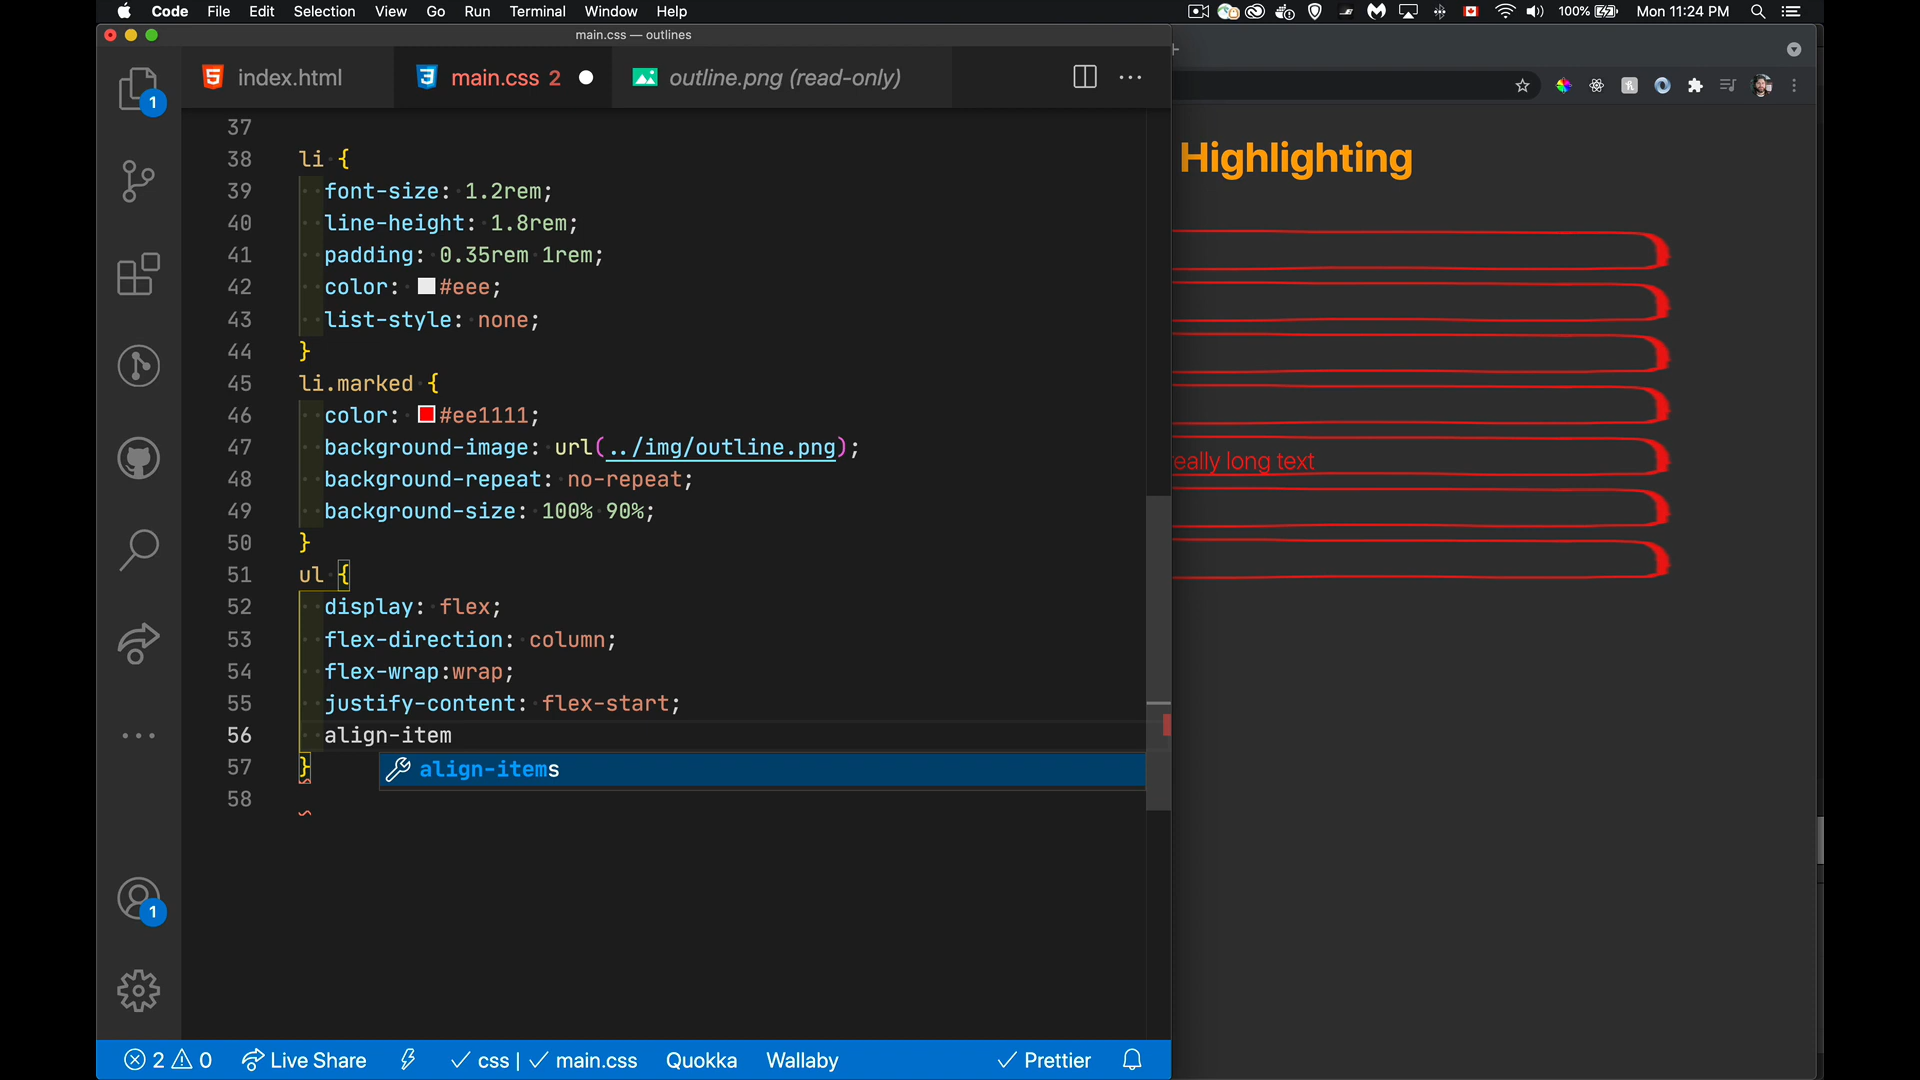 Code File Edit Selection View Go Run Terminal Window Help 100% Mon 11:24 PM
main.css — outlines
index.html main.css 2 outline.png (read-only)
1
37
38 li {
39 font-size: 1.2rem;
40 line-height: 1.8rem;
41 padding: 0.35rem 1rem;
42 color: #eee;
43 list-style: none;
44 }
45 li.marked {
46 color: #ee1111;
47 background-image: url(../img/outline.png);
48 background-repeat: no-repeat;
49 background-size: 100% 90%;
50 }
51 ul {
52 display: flex;
53 flex-direction: column;
54 flex-wrap:wrap;
55 justify-content: flex-start;
56 align-item
57 }
align-items
58
1
2 0 Live Share css | main.css Quokka Wallaby Prettier
Highlighting
eally long text